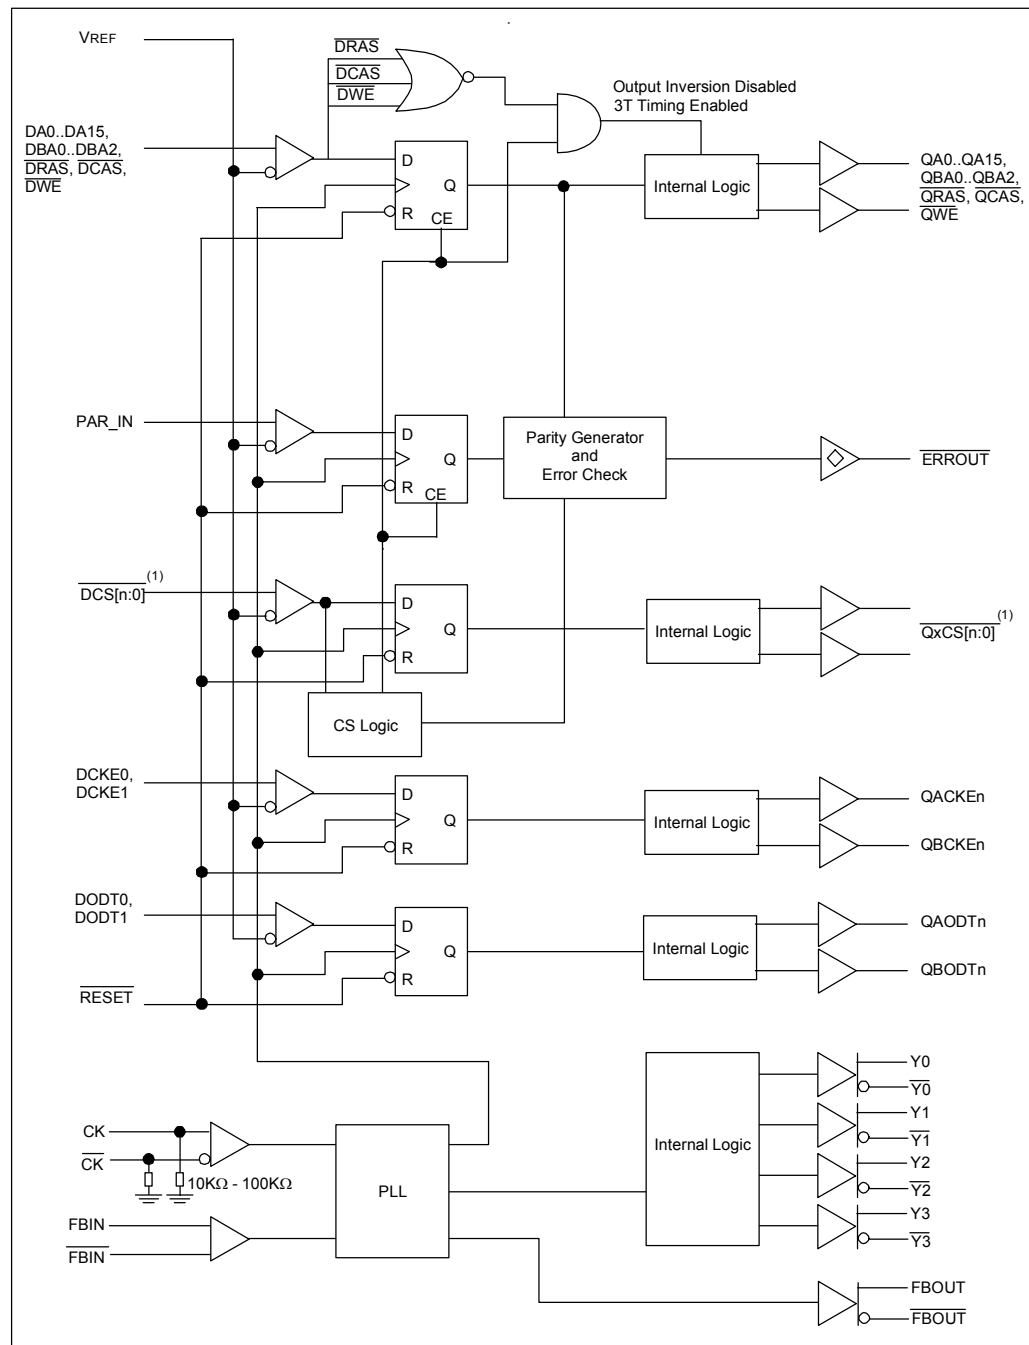 VREF
DRAS
DCAS
DWE
Output Inversion Disabled
3T Timing Enabled
DA0..DA15,
DBA0..DBA2,
DRAS, DCAS,
DWE
D
Q
R
CE
Internal Logic
QA0..QA15,
QBA0..QBA2,
QRAS, QCAS,
QWE
PAR_IN
D
Q
R
CE
Parity Generator
and
Error Check
ERROUT
DCS[n:0](1)
D
Q
R
Internal Logic
QxCS[n:0](1)
CS Logic
DCKE0,
DCKE1
D
Q
R
Internal Logic
QACKEn
QBCKEn
DODT0,
DODT1
D
Q
R
Internal Logic
QAODTn
QBODTn
RESET
CK
CK
10KΩ - 100KΩ
FBIN
FBIN
PLL
Internal Logic
Y0
Y0
Y1
Y1
Y2
Y2
Y3
Y3
FBOUT
FBOUT